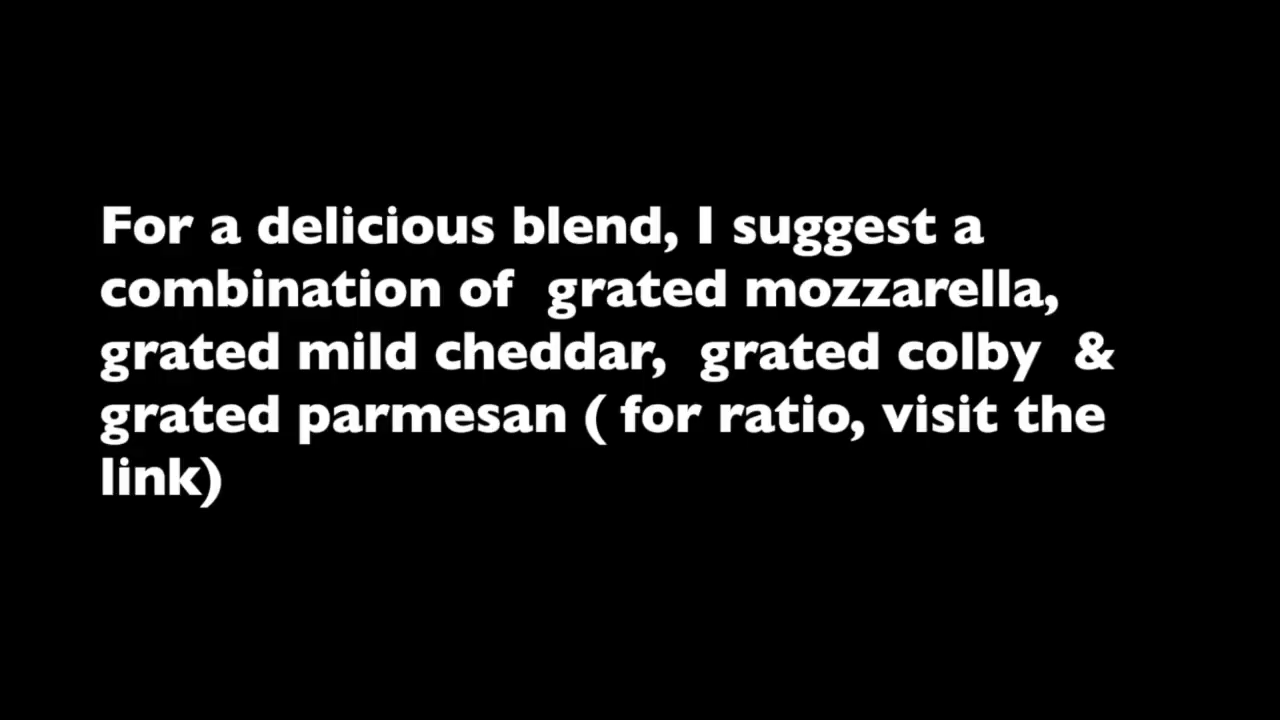 For a delicious blend, I suggest a
combination of  grated mozzarella,
grated mild cheddar,  grated colby  &
grated parmesan ( for ratio, visit the
link)